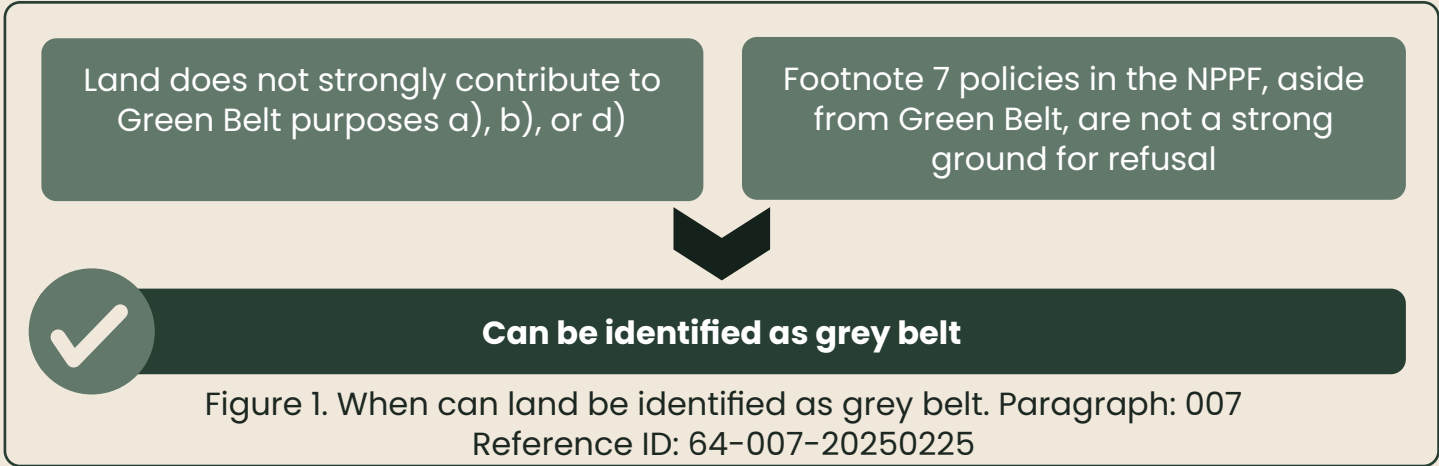 Land does not strongly contribute to
Green Belt purposes a), b), or d)
Footnote 7 policies in the NPPF, aside
from Green Belt, are not a strong
ground for refusal
Can be identified as grey belt
Figure 1. When can land be identified as grey belt. Paragraph: 007
Reference ID: 64-007-20250225